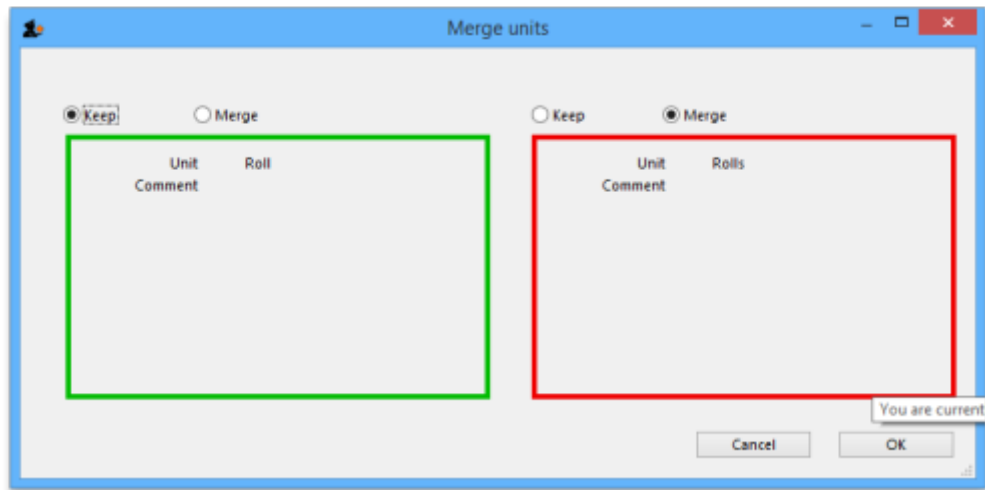 Merge units
Keep Merge Keep Merge
Unit Roll
Comment
Unit Rolls
Comment
You are current
Cancel OK